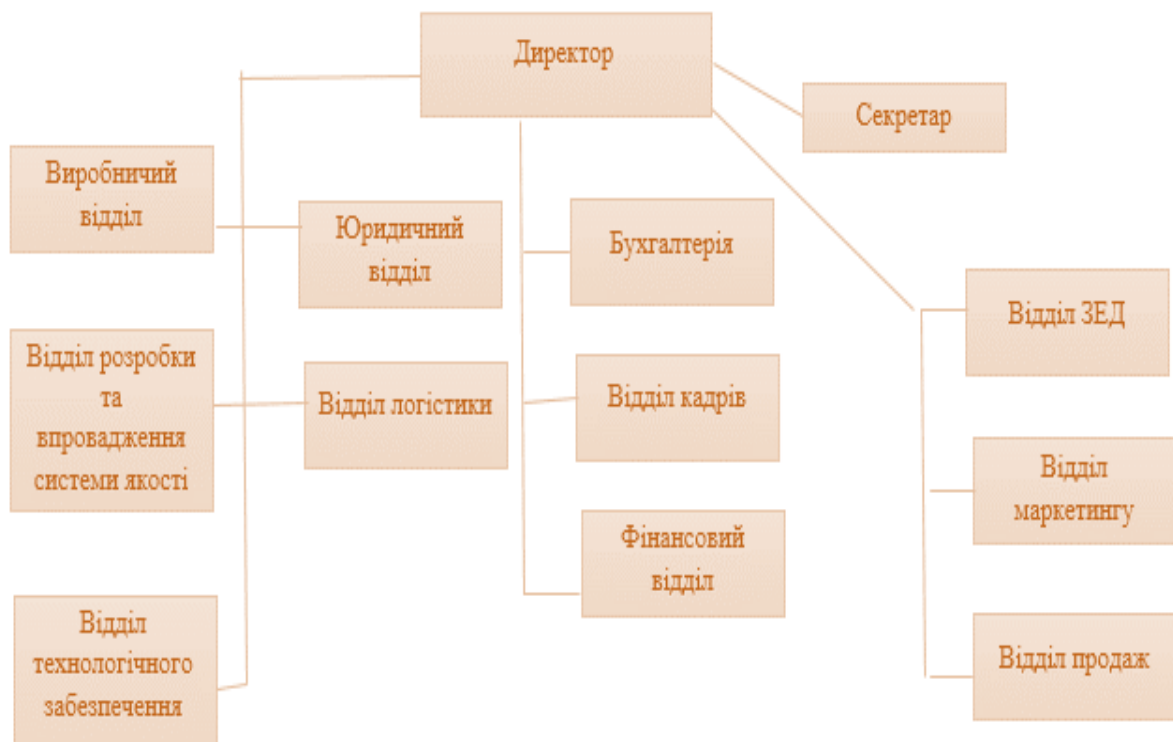 Директор
Секретар
Виробничий
відділ
Юридичний
відділ
Бухгалтерія
Відділ ЗЕД
Відділ розробки
та
впровадження
системи якості
Відділ логістики
Відділ кадрів
Відділ
маркетингу
Фінансовий
відділ
Відділ
технологічного
забезпечення
Відділ продаж